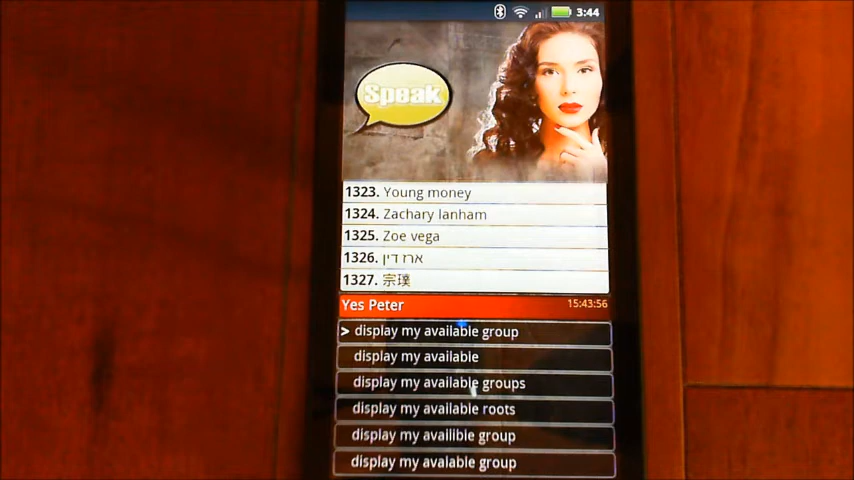 3:44
Speak
1323. Young money
1324. Zachary lanham
1325. Zoe vega
1326. ארז דין
1327. 宗璞
Yes Peter 15:43:56
> display my available group
display my available
display my available groups
display my available roots
display my availible group
display my avalable group